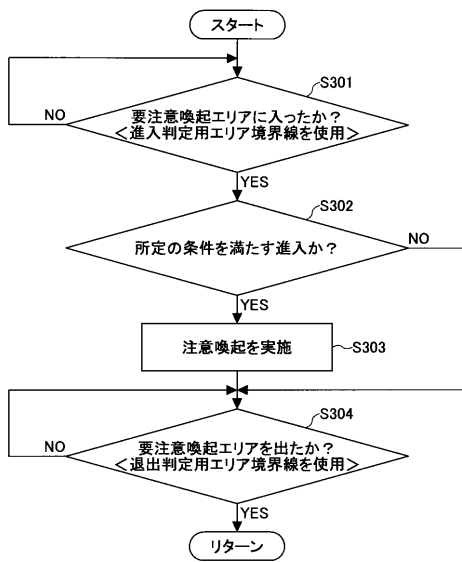 スタート
S301
要注意喚起エリアに入ったか？
＜進入判定用エリア境界線を使用＞
NO
YES
S302
所定の条件を満たす進入か？
NO
YES
注意喚起を実施
S303
S304
要注意喚起エリアを出たか？
＜退出判定用エリア境界線を使用＞
NO
YES
リターン